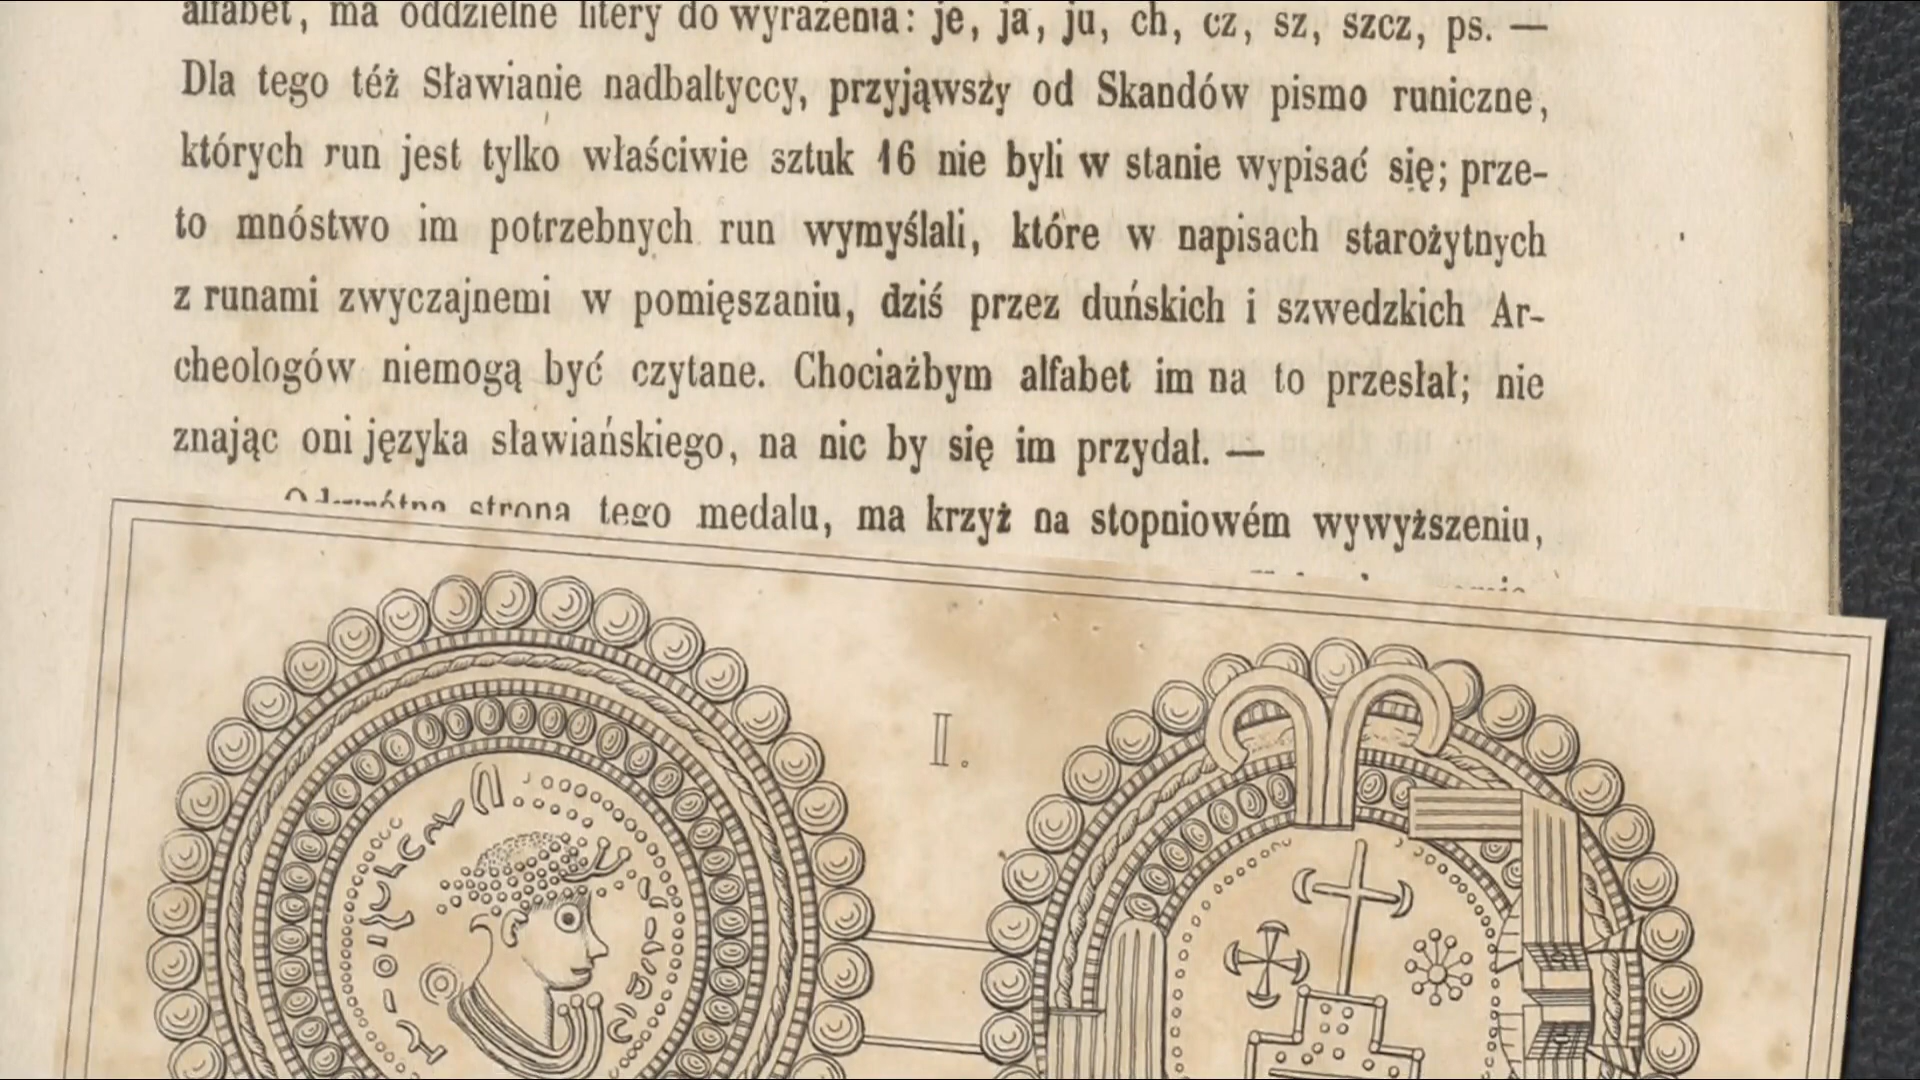 alfabet, ma oddzielne litery do wyrażenia: je, ja, ju, ch, cz, sz, szcz, ps. —
Dla tego téż Sławianie nadbaltyccy, przyjąwszy od Skandów pismo runiczne,
których run jest tylko właściwie sztuk 16 nie byli w stanie wypisać się; prze-
to mnóstwo im potrzebnych run wymyślali, które w napisach starożytnych
z runami zwyczajnemi w pomięszaniu, dziś przez duńskich i szwedzkich Ar-
cheologów niemogą być czytane. Chociażbym alfabet im na to przesłał; nie
znając oni języka sławiańskiego, na nic by się im przydał. —
Odwrótna strona tego medalu, ma krzyż na stopniowém wywyższeniu,
II.